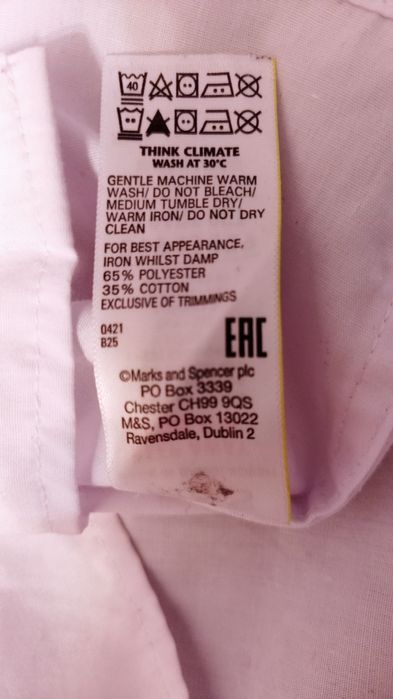 40
THINK CLIMATE
WASH AT 30°C
GENTLE MACHINE WARM
WASH/ DO NOT BLEACH/
MEDIUM TUMBLE DRY/
WARM IRON/ DO NOT DRY
CLEAN
FOR BEST APPEARANCE,
IRON WHILST DAMP
65% POLYESTER
35% COTTON
EXCLUSIVE OF TRIMMINGS
0421
B25
EAC
©Marks and Spencer plc
PO Box 3339
Chester CH99 9QS
M&S, PO Box 13022
Ravensdale, Dublin 2